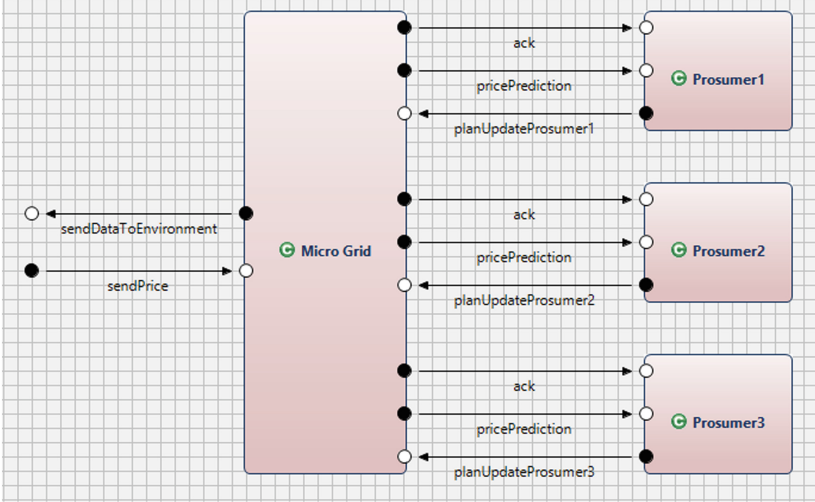 ack
pricePrediction
planUpdateProsumer1
C Prosumer1
sendDataToEnvironment
sendPrice
C Micro Grid
ack
pricePrediction
planUpdateProsumer2
C Prosumer2
ack
pricePrediction
planUpdateProsumer3
C Prosumer3